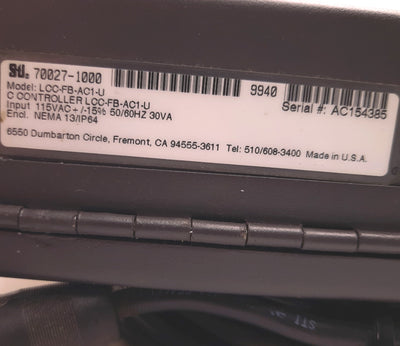 Sti. 70027-1000 9940
Model: LCC-FB-AC1-U Serial #: AC154385
C CONTROLLER LCC-FB-AC1-U
Input 115VAC +/-15% 50/60HZ 30VA
Encl. NEMA 13/IP64
6550 Dumbarton Circle, Fremont, CA 94555-3611 Tel: 510/608-3400 Made in U.S.A.